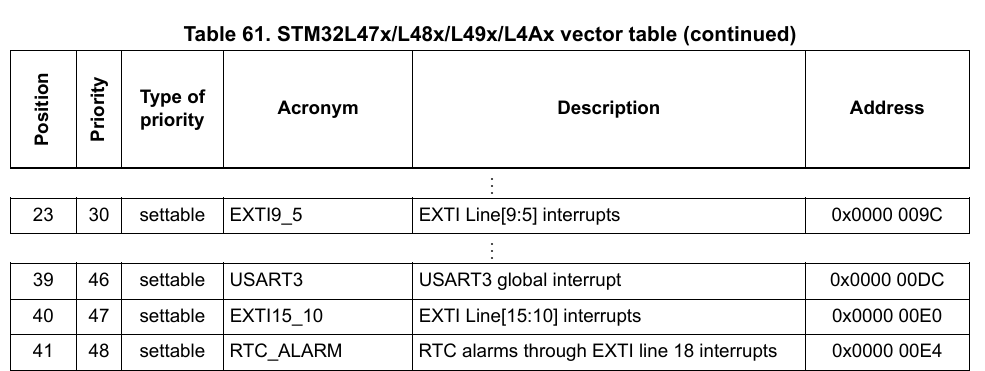 Table 61. STM32L47x/L48x/L49x/L4Ax vector table (continued)
Position Priority Type of priority Acronym Description Address
⋮
23 30 settable EXTI9_5 EXTI Line[9:5] interrupts 0x0000 009C
⋮
39 46 settable USART3 USART3 global interrupt 0x0000 00DC
40 47 settable EXTI15_10 EXTI Line[15:10] interrupts 0x0000 00E0
41 48 settable RTC_ALARM RTC alarms through EXTI line 18 interrupts 0x0000 00E4